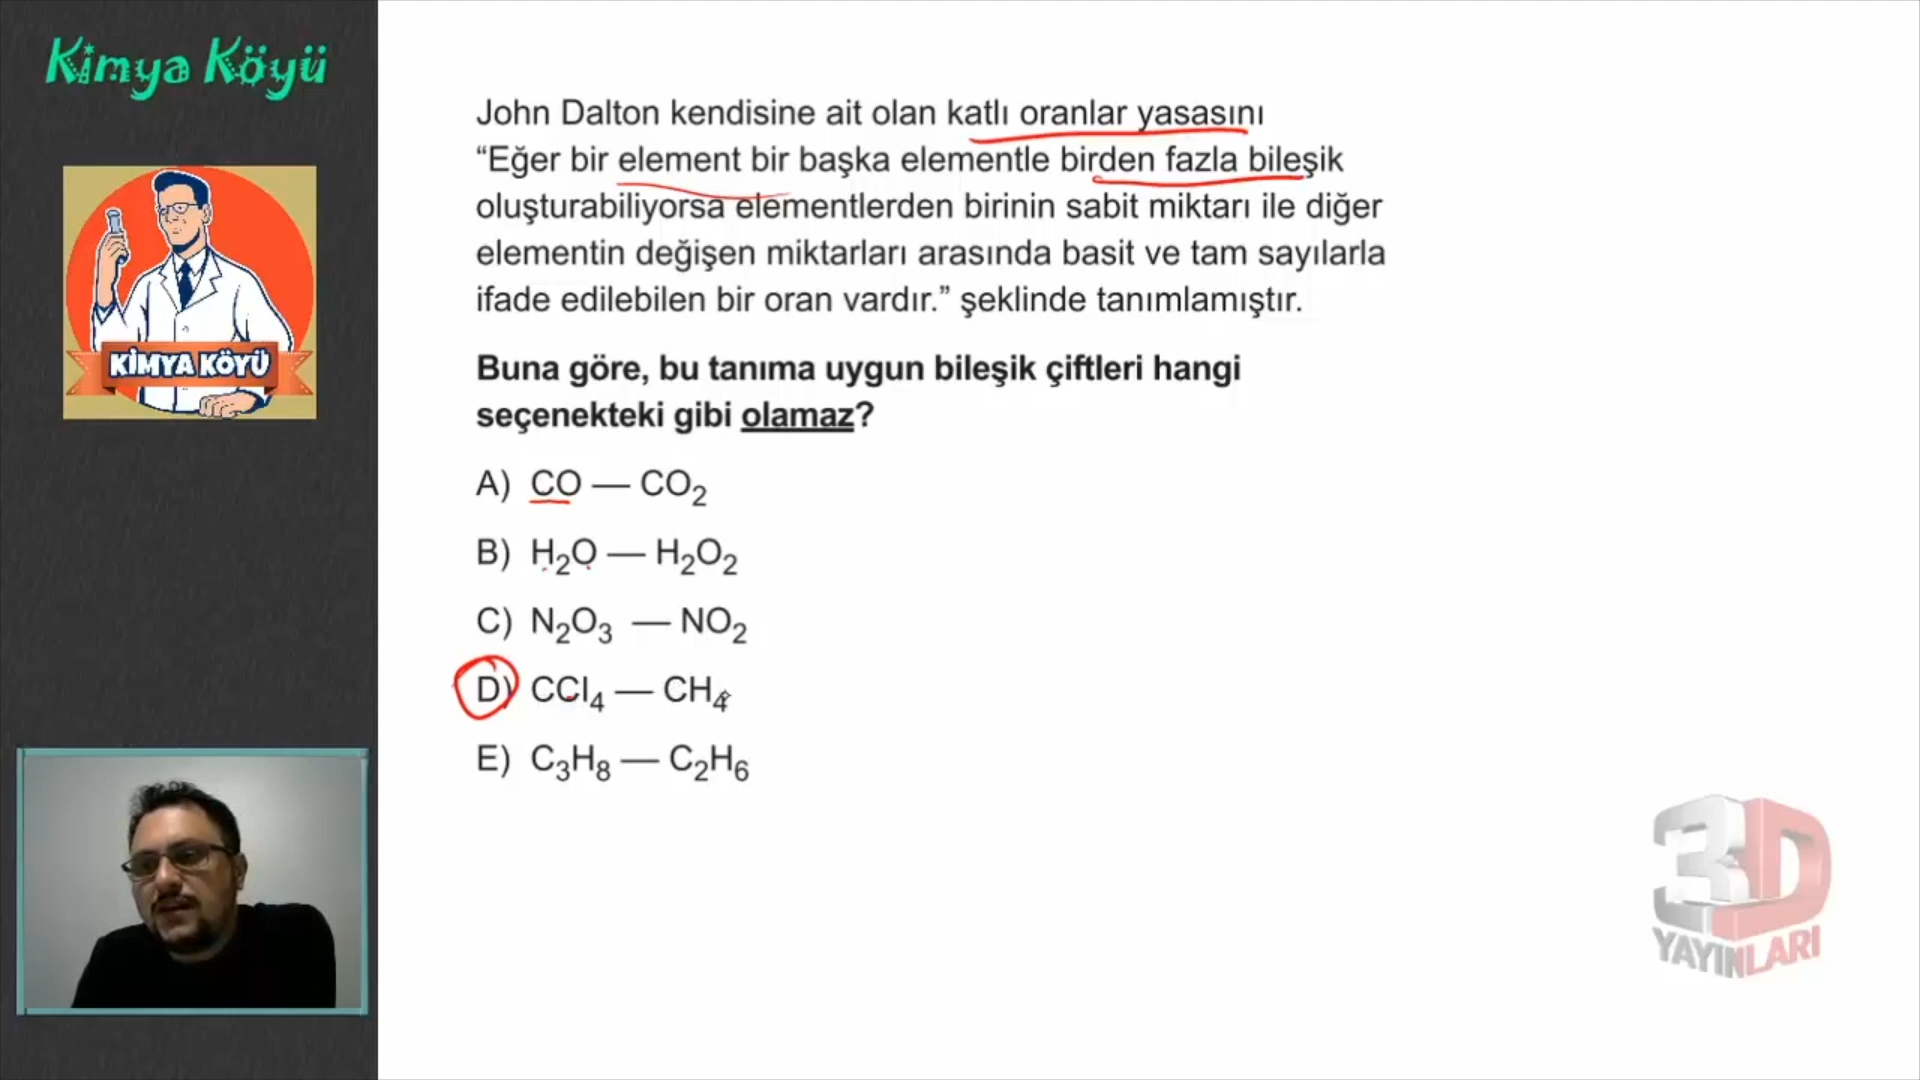 Kimya Köyü
KİMYA KÖYÜ
John Dalton kendisine ait olan katlı oranlar yasasını
“Eğer bir element bir başka elementle birden fazla bileşik
oluşturabiliyorsa elementlerden birinin sabit miktarı ile diğer
elementin değişen miktarları arasında basit ve tam sayılarla
ifade edilebilen bir oran vardır.” şeklinde tanımlamıştır.
Buna göre, bu tanıma uygun bileşik çiftleri hangi
seçenekteki gibi olamaz?
A) CO — CO₂
B) H₂O — H₂O₂
C) N₂O₃ — NO₂
D) CCl₄ — CH₄
E) C₃H₈ — C₂H₆
3D
YAYINLARI